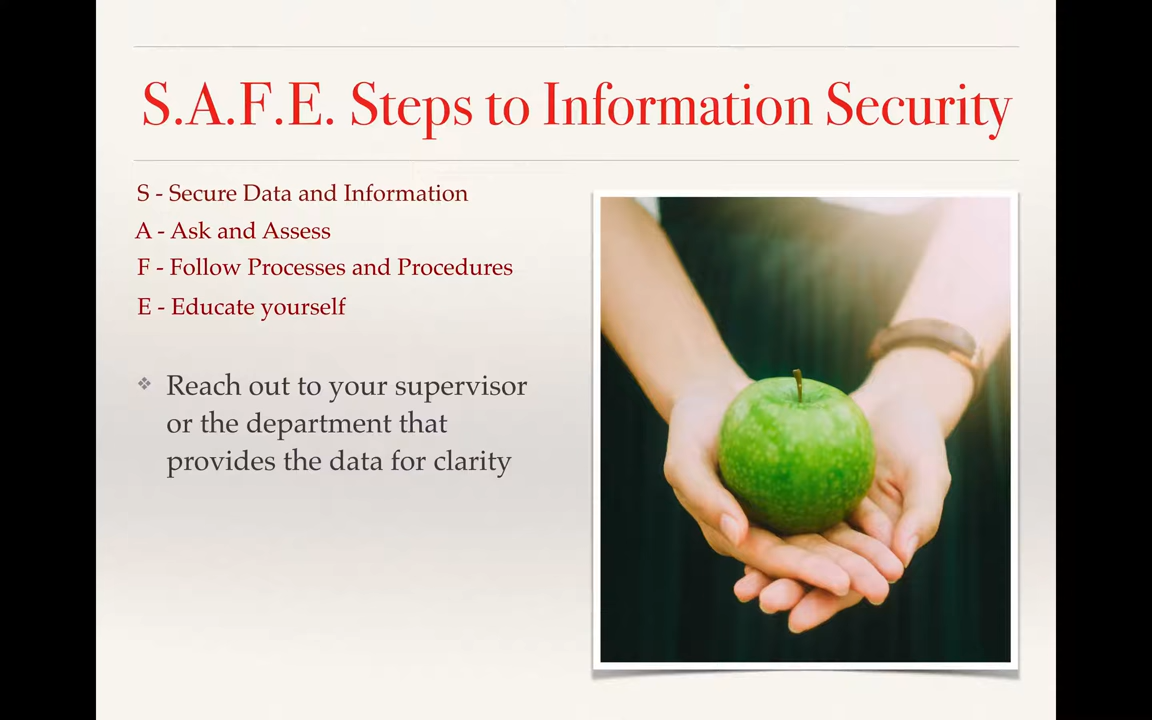 S.A.F.E. Steps to Information Security
S - Secure Data and Information
A - Ask and Assess
F - Follow Processes and Procedures
E - Educate yourself
❖ Reach out to your supervisor
or the department that
provides the data for clarity